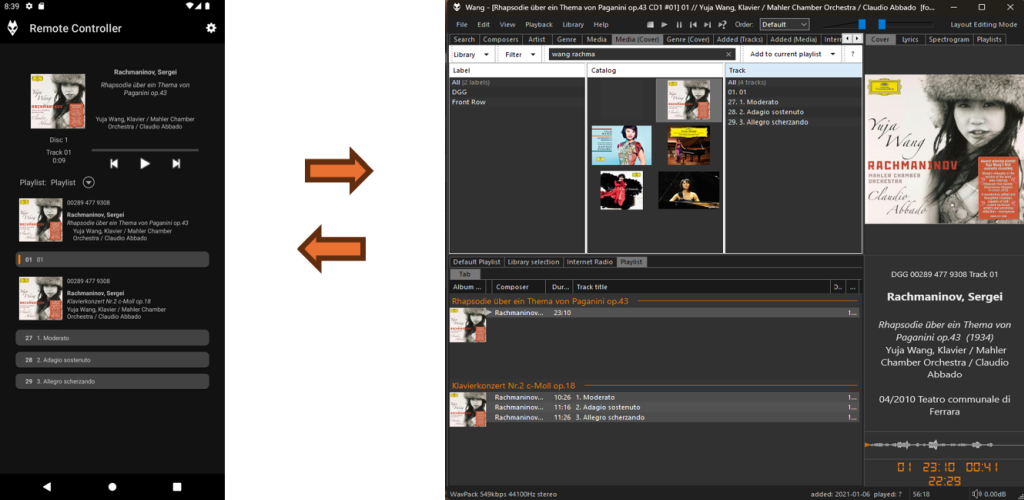 8:39
Remote Controller
Rachmaninov, Sergei
Rhapsodie über ein Thema von
Paganini op.43
Yuja Wang, Klavier / Mahler Chamber
Orchestra / Claudio Abbado
Disc 1
Track 01
0:09
Playlist: Playlist
00289 477 9308
Rachmaninov, Sergei
Rhapsodie über ein Thema von Paganini op.43
Yuja Wang, Klavier / Mahler Chamber
Orchestra / Claudio Abbado
01 01
00289 477 9308
Rachmaninov, Sergei
Klavierkonzert Nr.2 c-Moll op.18
Yuja Wang, Klavier / Mahler Chamber
Orchestra / Claudio Abbado
27 1. Moderato
28 2. Adagio sostenuto
29 3. Allegro scherzando
Wang - [Rhapsodie über ein Thema von Paganini op.43 CD1 #01] 01 // Yuja Wang, Klavier / Mahler Chamber Orchestra / Claudio Abbado [fo...
File Edit View Playback Library Help
Order: Default
Layout Editing Mode
Search Composers Artist Genre Media Media (Cover) Genre (Cover) Added (Tracks) Added (Media) Interr
Cover Lyrics Spectrogram Playlists
Library Filter wang rachma Add to current playlist ?
Label Catalog Track
All (2 labels)
DGG
Front Row
All (4 tracks)
01. 01
27. 1. Moderato
28. 2. Adagio sostenuto
29. 3. Allegro scherzando
Yuja
Wang
RACHMANINOV
MAHLER CHAMBER
ORCHESTRA
Claudio
Abbado
Default Playlist Library selection Internet Radio Playlist
Tab
Album ... Composer Dur... Track title ...
Rhapsodie über ein Thema von Paganini op.43
Rachmaninov... 23:10 1...
Klavierkonzert Nr.2 c-Moll op.18
Rachmaninov... 10:26 1. Moderato 1...
Rachmaninov... 11:16 2. Adagio sostenuto 1...
Rachmaninov... 11:26 3. Allegro scherzando 1...
DGG 00289 477 9308 Track 01
Rachmaninov, Sergei
Rhapsodie über ein Thema von
Paganini op.43 (1934)
Yuja Wang, Klavier / Mahler
Chamber Orchestra / Claudio
Abbado
04/2010 Teatro communale di
Ferrara
01 23:10 00:41
22:29
WavPack 549kbps 44100Hz stereo
added: 2021-01-06 played: ? 56:18 0.00dB